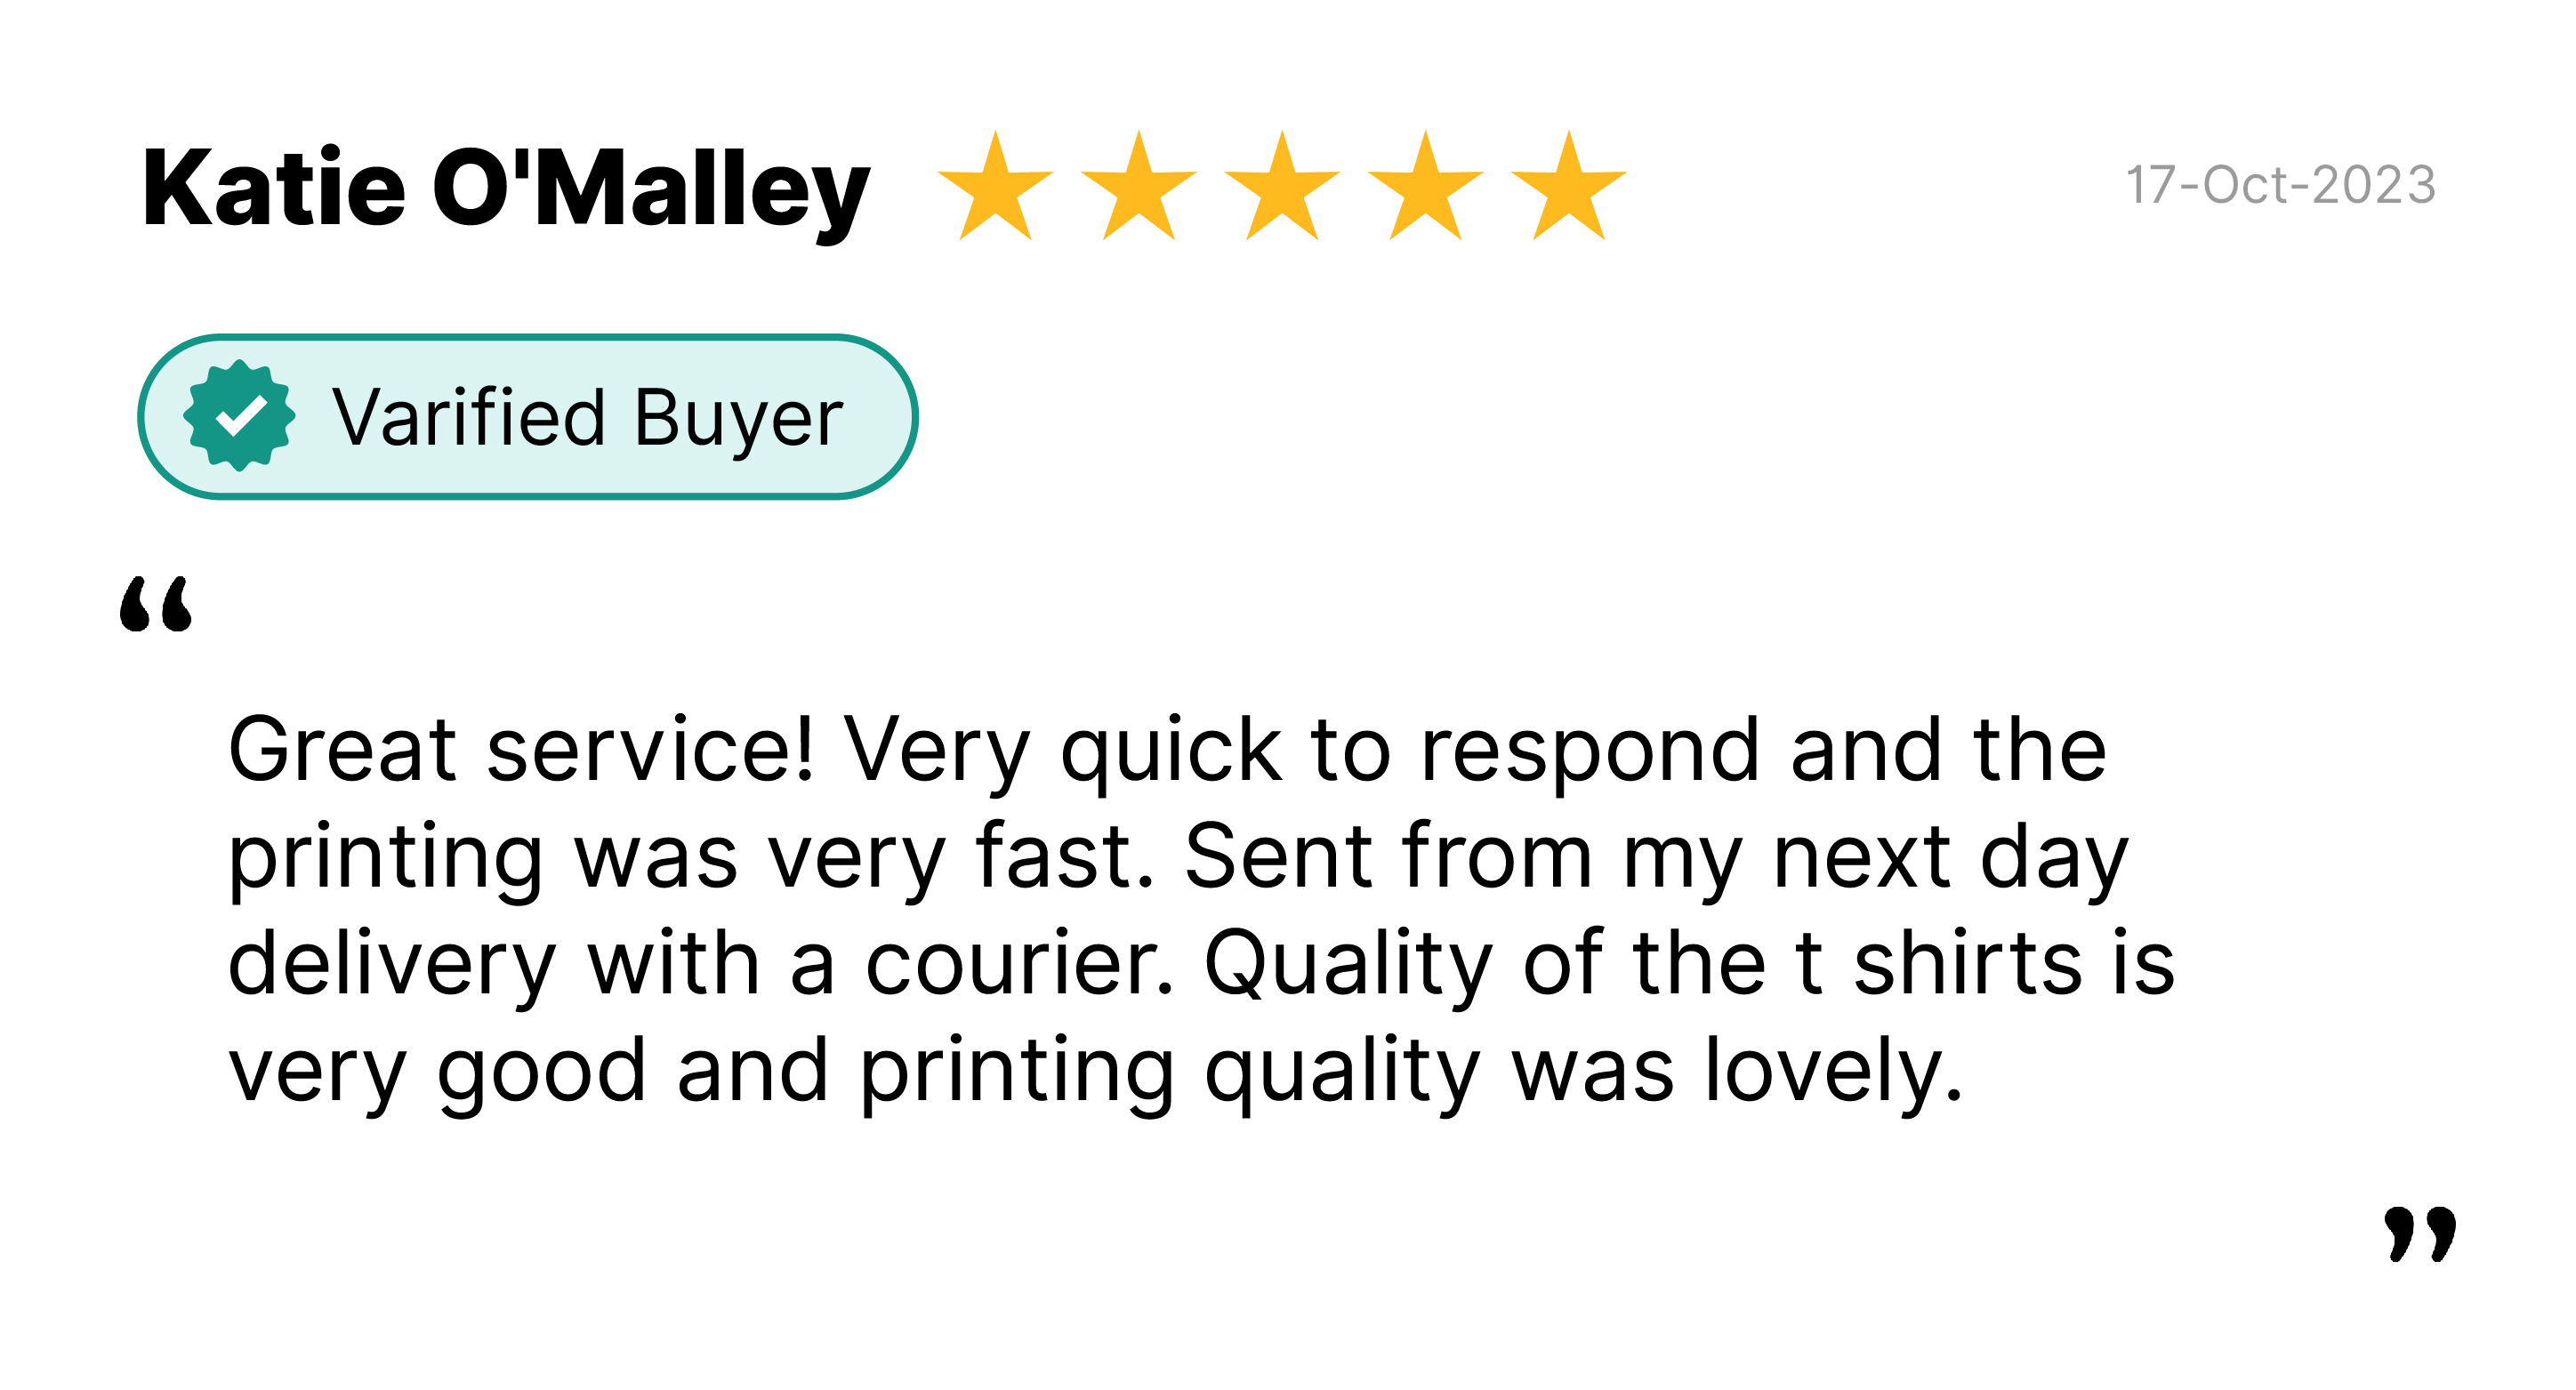 Katie O'Malley
17-Oct-2023
Varified Buyer
“
Great service! Very quick to respond and the
printing was very fast. Sent from my next day
delivery with a courier. Quality of the t shirts is
very good and printing quality was lovely.
”